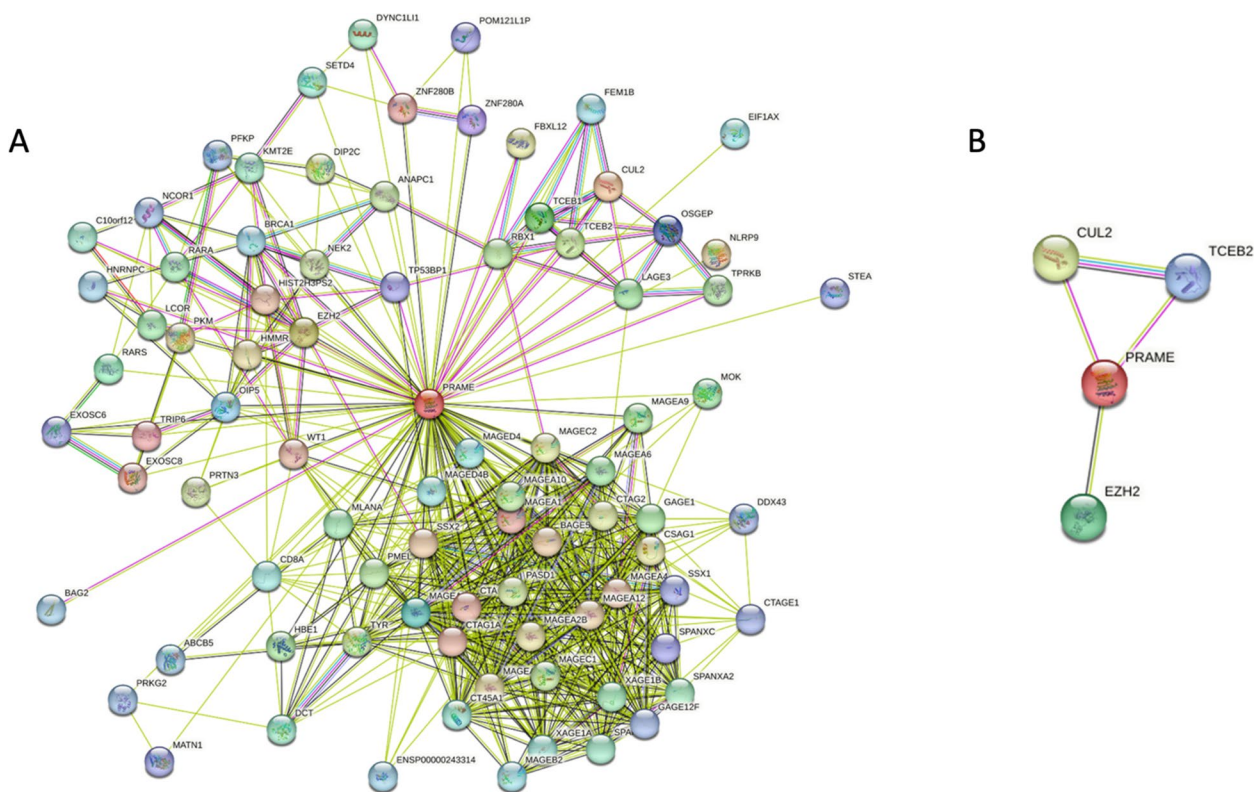 DYNC1LI1
POM121L1P
SETD4
ZNF280B
ZNF280A
FEM1B
EIF1AX
FBXL12
A
B
PFKP
KMT2E
DIP2C
ANAPC1
CUL2
NCOR1
TCEB1
OSGEP
C10orf12
BRCA1
NEK2
RBX1
TCEB2
NLRP9
RARA
TP53BP1
LAGE3
TPRKB
STEA
HNRNPC
HIST2H3PS2
LCOR
PKM
EZH2
HMMR
RARS
OIP5
PRAME
MOK
MAGEA9
EXOSC6
TRIP6
WT1
MAGED4
MAGEC2
EXOSC8
MAGED4B
MAGEA6
PRTN3
MAGEA10
MLANA
MAGEA1
CTAG2
GAGE1
DDX43
SSX2
BAGE5
CSAG1
CD8A
PMEL
PASD1
MAGEA4
SSX1
BAG2
MAGEA
CTA
MAGEA12
CTAGE1
HBE1
TYR
CTAG1A
MAGEA2B
SPANXC
ABCB5
MAGEA
MAGEC1
SPANXA2
PRKG2
CT45A1
XAGE1B
DCT
GAGE12F
MATN1
XAGE1A
SPA
ENSP00000243314
MAGEB2
CUL2
TCEB2
PRAME
EZH2